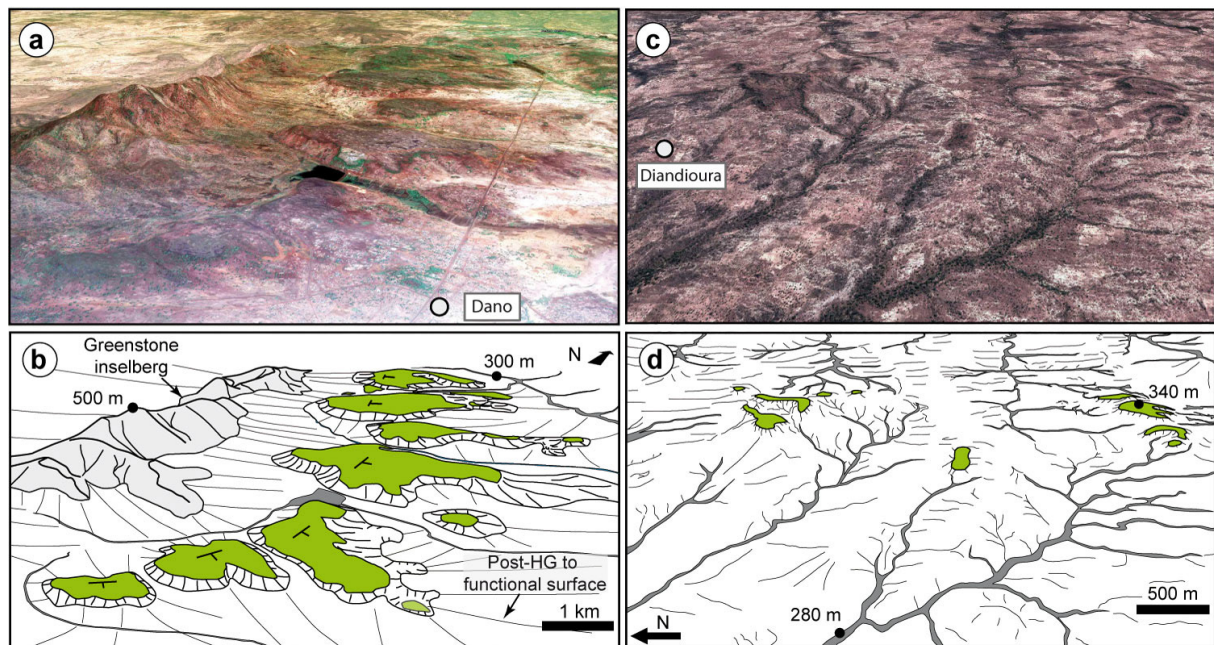 a
Dano
c
Diandioura
b
Greenstone
inselberg
500 m
300 m
N
Post-HG to
functional surface
1 km
d
340 m
280 m
N
500 m